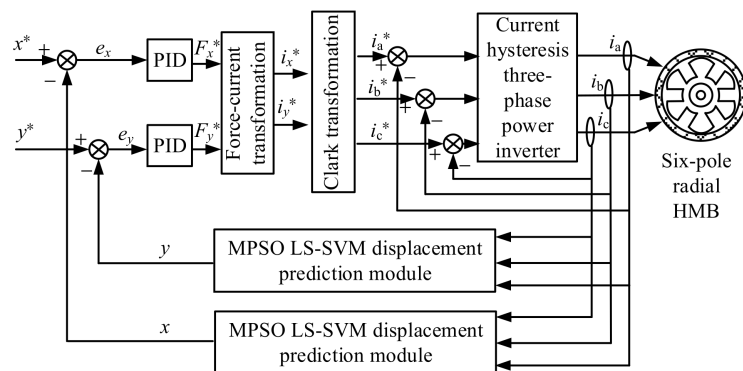 x*
+
−
e_x
PID
F_x*
y*
+
−
e_y
PID
F_y*
Force-current
transformation
i_x*
i_y*
Clark transformation
i_a*
+
−
i_b*
+
−
i_c*
+
−
Current
hysteresis
three-
phase
power
inverter
i_a
i_b
i_c
Six-pole
radial
HMB
y
MPSO LS-SVM displacement
prediction module
x
MPSO LS-SVM displacement
prediction module